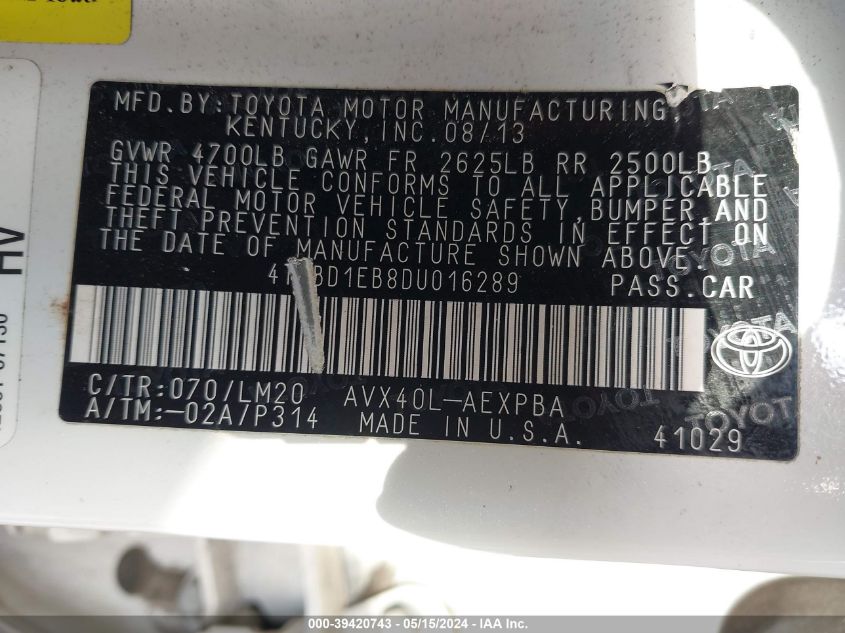 MFD.BY:TOYOTA MOTOR MANUFACTURING,
KENTUCKY,INC.08/13
GVWR 4700LB GAWR FR 2625LB RR 2500LB
THIS VEHICLE CONFORMS TO ALL APPLICABLE
FEDERAL MOTOR VEHICLE SAFETY,BUMPER,AND
THEFT PREVENTION STANDARDS IN EFFECT ON
THE DATE OF MANUFACTURE SHOWN ABOVE.
BD1EB8DU016289 PASS.CAR
C/TR:070/LM20 AVX40L-AEXPBA
A/TM:-02A/P314 MADE IN U.S.A. 41029
TOYOTA
HV
000-39420743 - 05/15/2024 - IAA Inc.